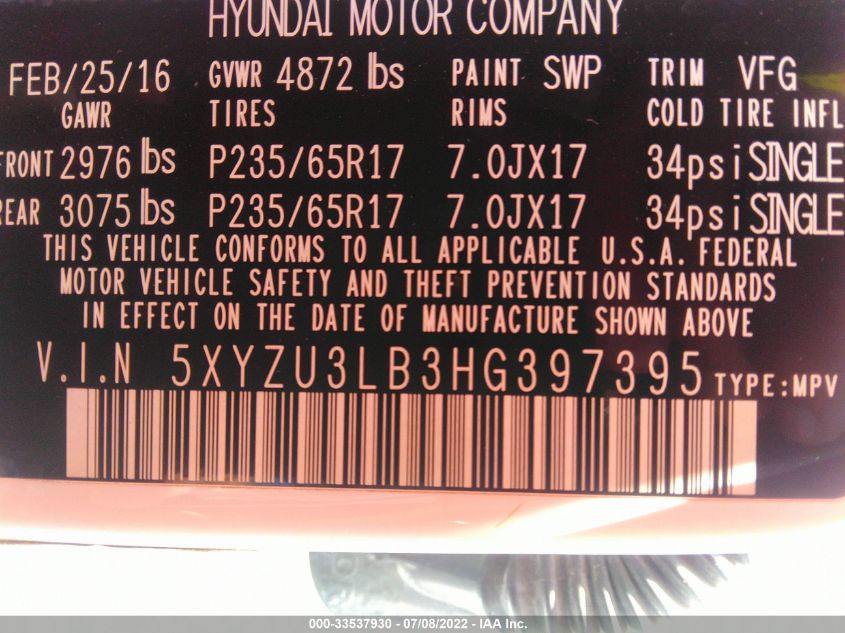 HYUNDAI MOTOR COMPANY
FEB/25/16 GVWR 4872 lbs PAINT SWP TRIM VFG
GAWR TIRES RIMS COLD TIRE INFL
FRONT 2976 lbs P235/65R17 7.0JX17 34psi SINGLE
REAR 3075 lbs P235/65R17 7.0JX17 34psi SINGLE
THIS VEHICLE CONFORMS TO ALL APPLICABLE U.S.A. FEDERAL
MOTOR VEHICLE SAFETY AND THEFT PREVENTION STANDARDS
IN EFFECT ON THE DATE OF MANUFACTURE SHOWN ABOVE
V.I.N 5XYZU3LB3HG397395 TYPE:MPV
000-33537930 - 07/08/2022 - IAA Inc.